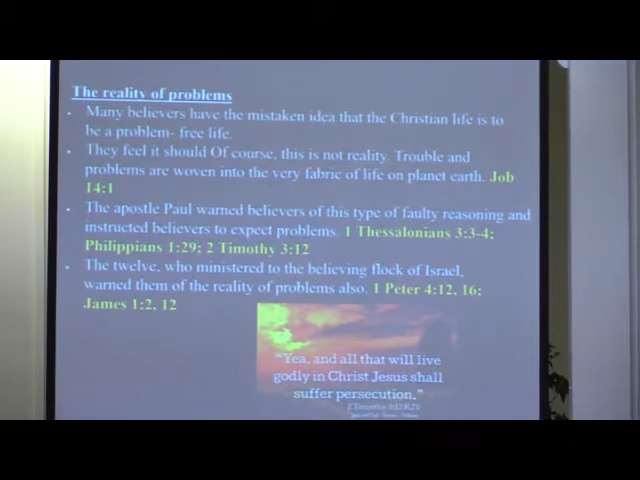 The reality of problems
• Many believers have the mistaken idea that the Christian life is to
be a problem- free life.
• They feel it should Of course, this is not reality. Trouble and
problems are woven into the very fabric of life on planet earth. Job
14:1
• The apostle Paul warned believers of this type of faulty reasoning and
instructed believers to expect problems. 1 Thessalonians 3:3-4;
Philippians 1:29; 2 Timothy 3:12
• The twelve, who ministered to the believing flock of Israel,
warned them of the reality of problems also. 1 Peter 4:12, 16;
James 1:2, 12
"Yea, and all that will live
godly in Christ Jesus shall
suffer persecution."
2 Timothy 3:12 KJV